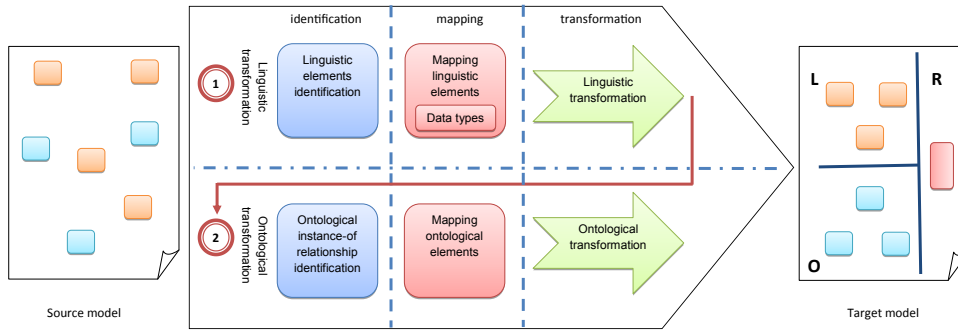 identification
mapping
transformation
1
Linguistic
transformation
Linguistic
elements
identification
Mapping
linguistic
elements
Data types
Linguistic
transformation
2
Ontological
transformation
Ontological
instance-of
relationship
identification
Mapping
ontological
elements
Ontological
transformation
L
R
O
Source model
Target model